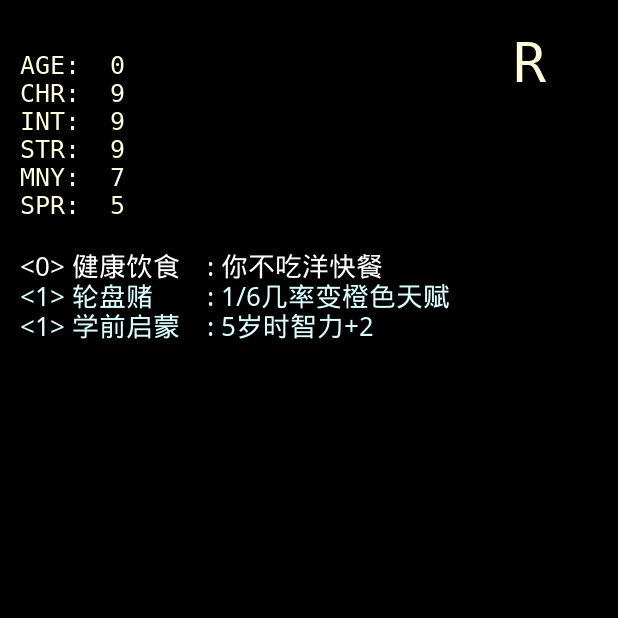 R
AGE: 0
CHR: 9
INT: 9
STR: 9
MNY: 7
SPR: 5
<0> 健康饮食 : 你不吃洋快餐
<1> 轮盘赌 : 1/6几率变橙色天赋
<1> 学前启蒙 : 5岁时智力+2